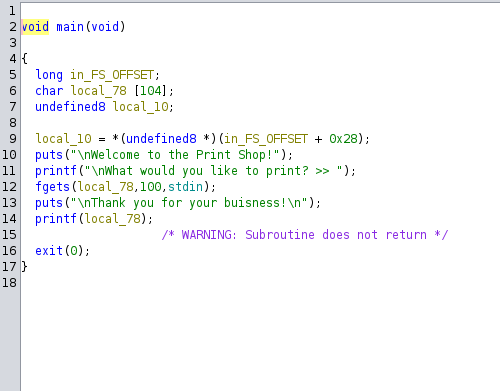 1
2 void main(void)
3
4 {
5 long in_FS_OFFSET;
6 char local_78 [104];
7 undefined8 local_10;
8
9 local_10 = *(undefined8 *)(in_FS_OFFSET + 0x28);
10 puts("\nWelcome to the Print Shop!");
11 printf("\nWhat would you like to print? >> ");
12 fgets(local_78,100,stdin);
13 puts("\nThank you for your buisness!\n");
14 printf(local_78);
15 /* WARNING: Subroutine does not return */
16 exit(0);
17 }
18